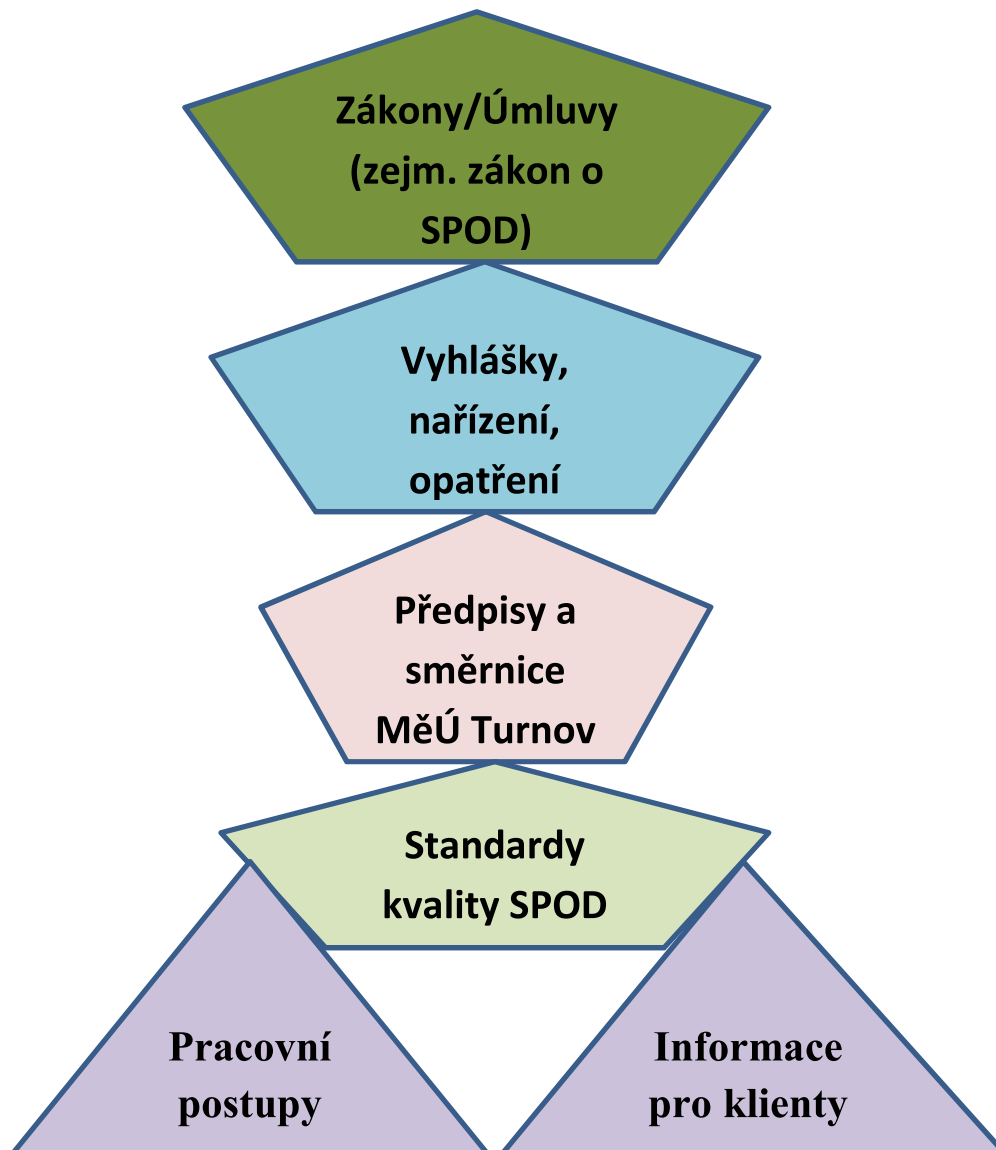 Zákony/Úmluvy
(zejm. zákon o
SPOD)
Vyhlášky,
nařízení,
opatření
Předpisy a
směrnice
MěÚ Turnov
Standardy
kvality SPOD
Pracovní
postupy
Informace
pro klienty